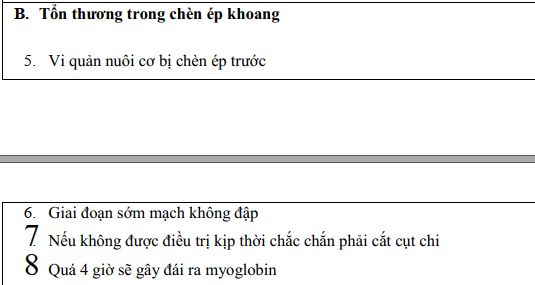 B. Tổn thương trong chèn ép khoang
5. Vi quản nuôi cơ bị chèn ép trước
6. Giai đoạn sớm mạch không đập
7. Nếu không được điều trị kịp thời chắc chắn phải cắt cụt chi
8 Quá 4 giờ sẽ gây đái ra myoglobin